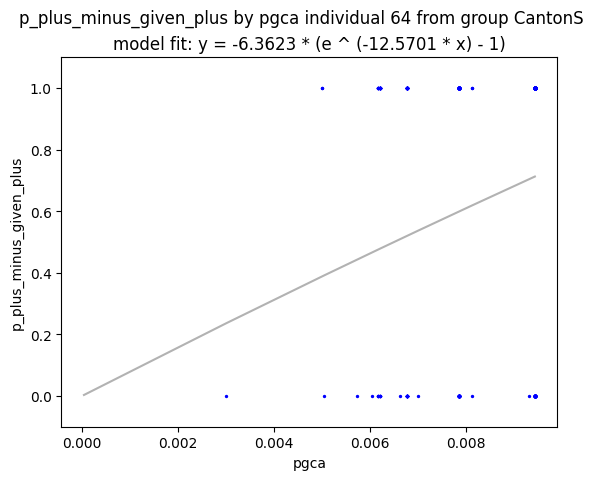 p_plus_minus_given_plus by pgca individual 64 from group CantonS
model fit: y = -6.3623 * (e ^ (-12.5701 * x) - 1)
1.0
0.8
0.6
0.4
0.2
0.0
p_plus_minus_given_plus
0.000 0.002 0.004 0.006 0.008
pgca